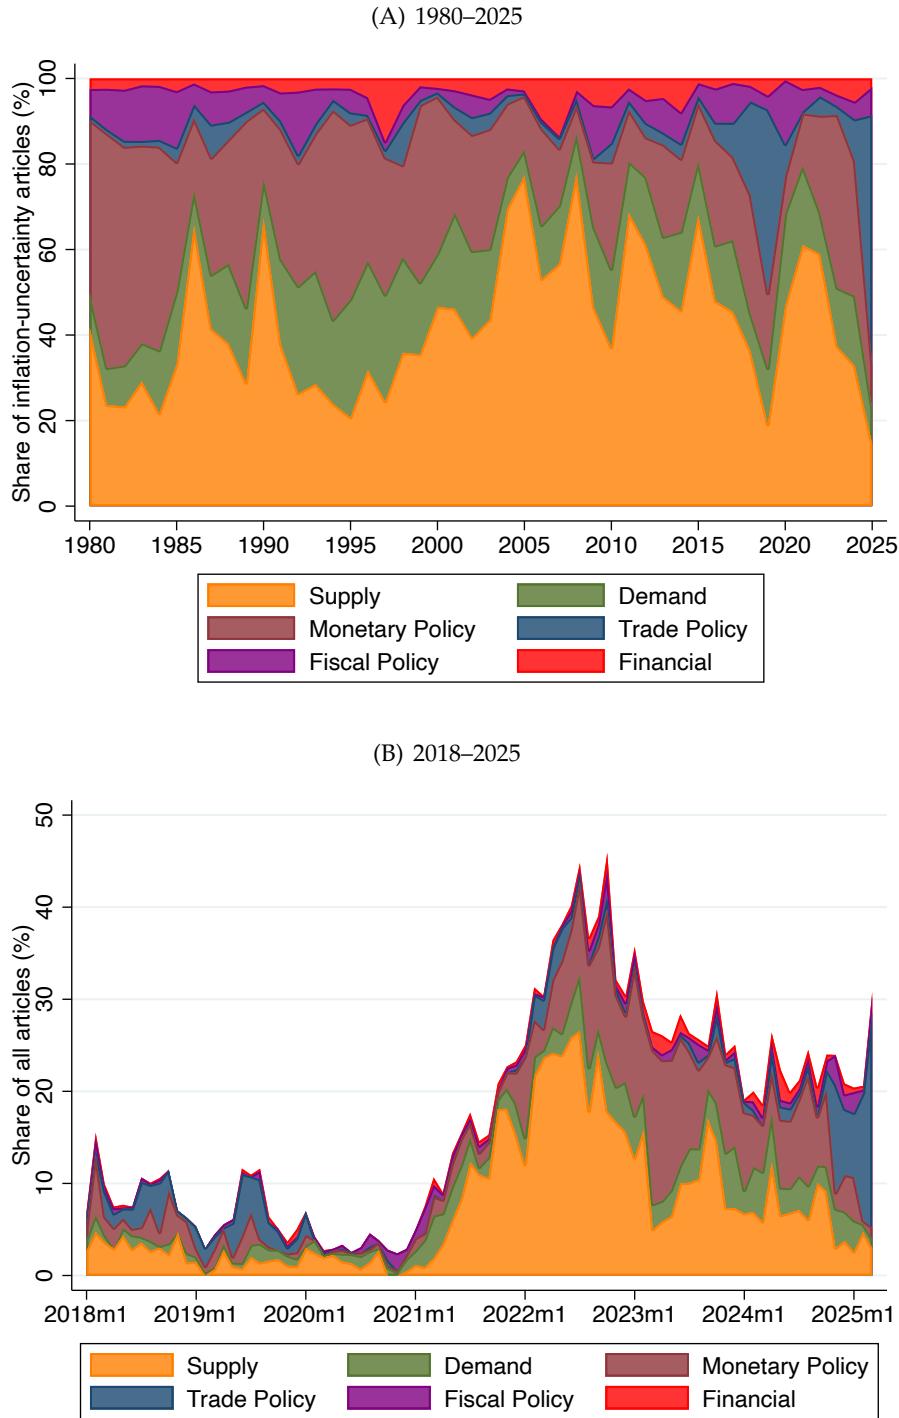 (A) 1980–2025
Share of inflation-uncertainty articles (%)
100
80
60
40
20
0
1980 1985 1990 1995 2000 2005 2010 2015 2020 2025
Supply Demand
Monetary Policy Trade Policy
Fiscal Policy Financial
(B) 2018–2025
Share of all articles (%)
50
40
30
20
10
0
2018m1 2019m1 2020m1 2021m1 2022m1 2023m1 2024m1 2025m1
Supply Demand Monetary Policy
Trade Policy Fiscal Policy Financial